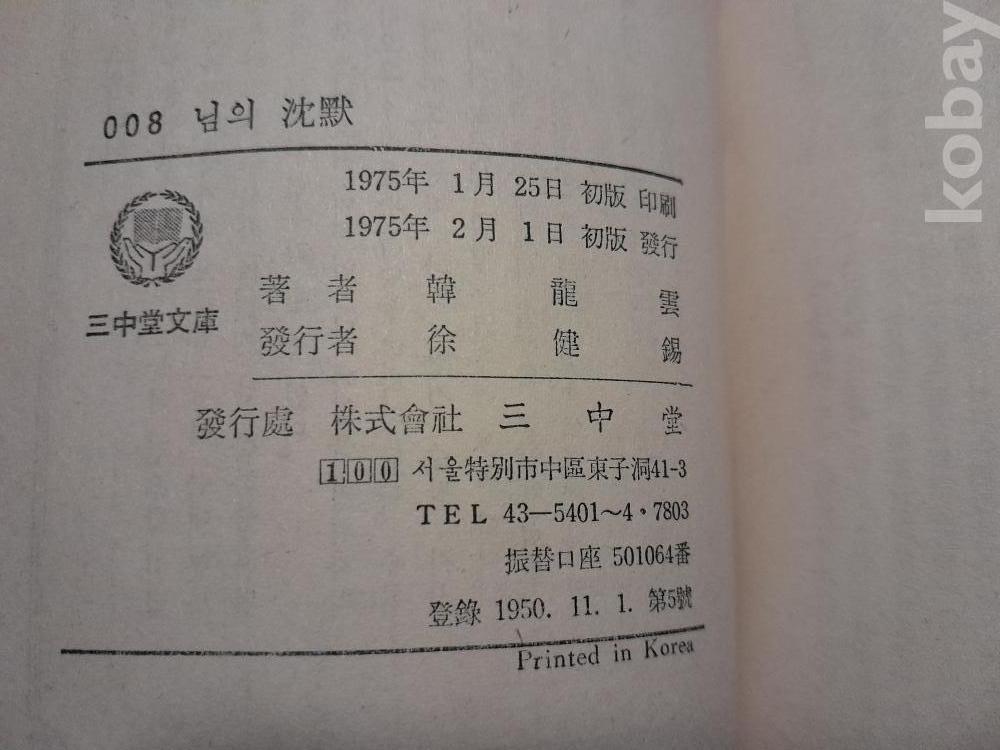 008 님의 沈默
1975年 1月 25日 初版 印刷
1975年 2月 1日 初版 發行
三中堂文庫
著者 韓龍雲
發行者 徐健錫
發行處 株式會社 三中堂
100 서울特別市中區東子洞41-3
TEL 43—5401~4·7803
振替口座 501064番
登錄 1950. 11. 1. 第5號
Printed in Korea
kobay